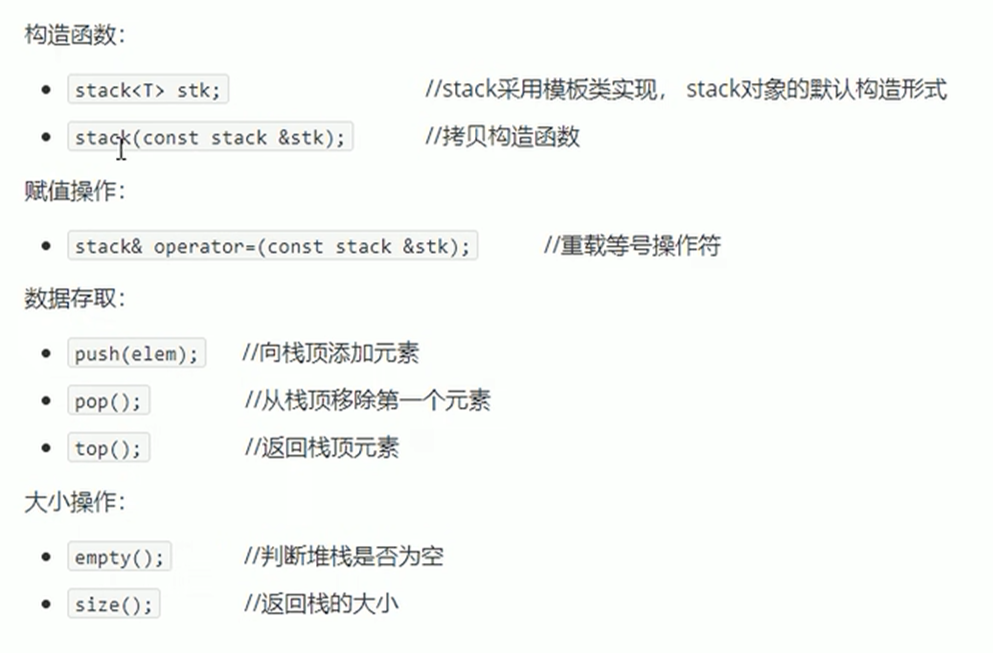 构造函数：
stack<T> stk; //stack采用模板类实现， stack对象的默认构造形式
stack(const stack &stk); //拷贝构造函数
赋值操作：
stack& operator=(const stack &stk); //重载等号操作符
数据存取：
push(elem); //向栈顶添加元素
pop(); //从栈顶移除第一个元素
top(); //返回栈顶元素
大小操作：
empty(); //判断堆栈是否为空
size(); //返回栈的大小